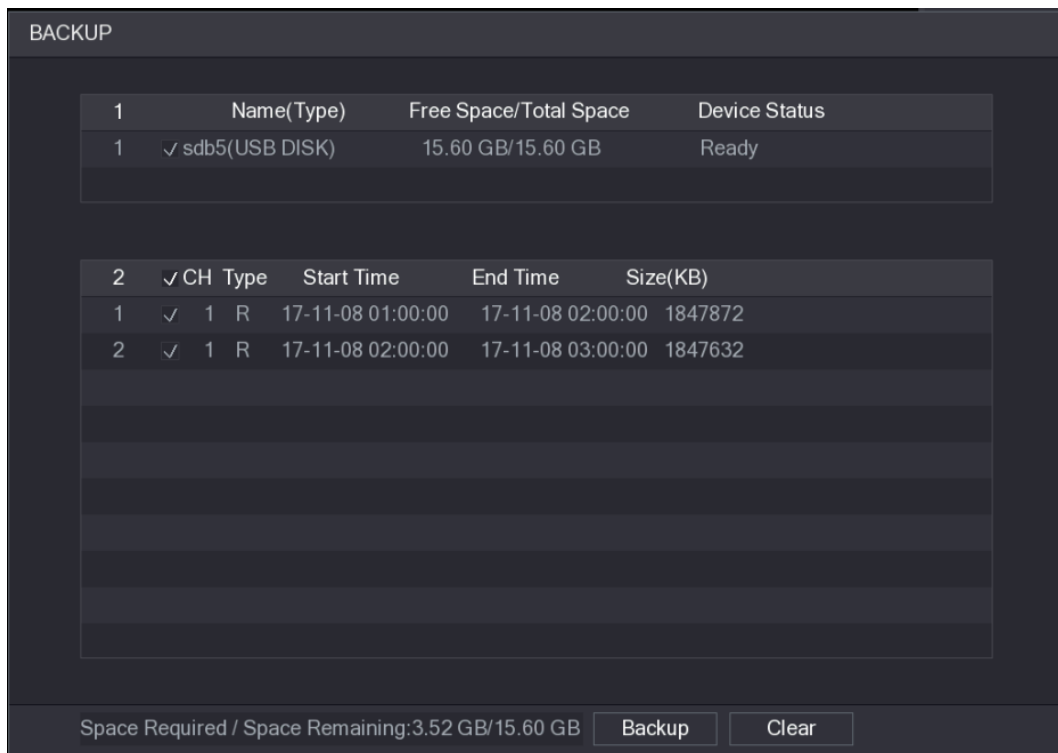 BACKUP
1 Name(Type) Free Space/Total Space Device Status
1 sdb5(USB DISK) 15.60 GB/15.60 GB Ready
2 CH Type Start Time End Time Size(KB)
1 1 R 17-11-08 01:00:00 17-11-08 02:00:00 1847872
2 1 R 17-11-08 02:00:00 17-11-08 03:00:00 1847632
Space Required / Space Remaining:3.52 GB/15.60 GB Backup Clear